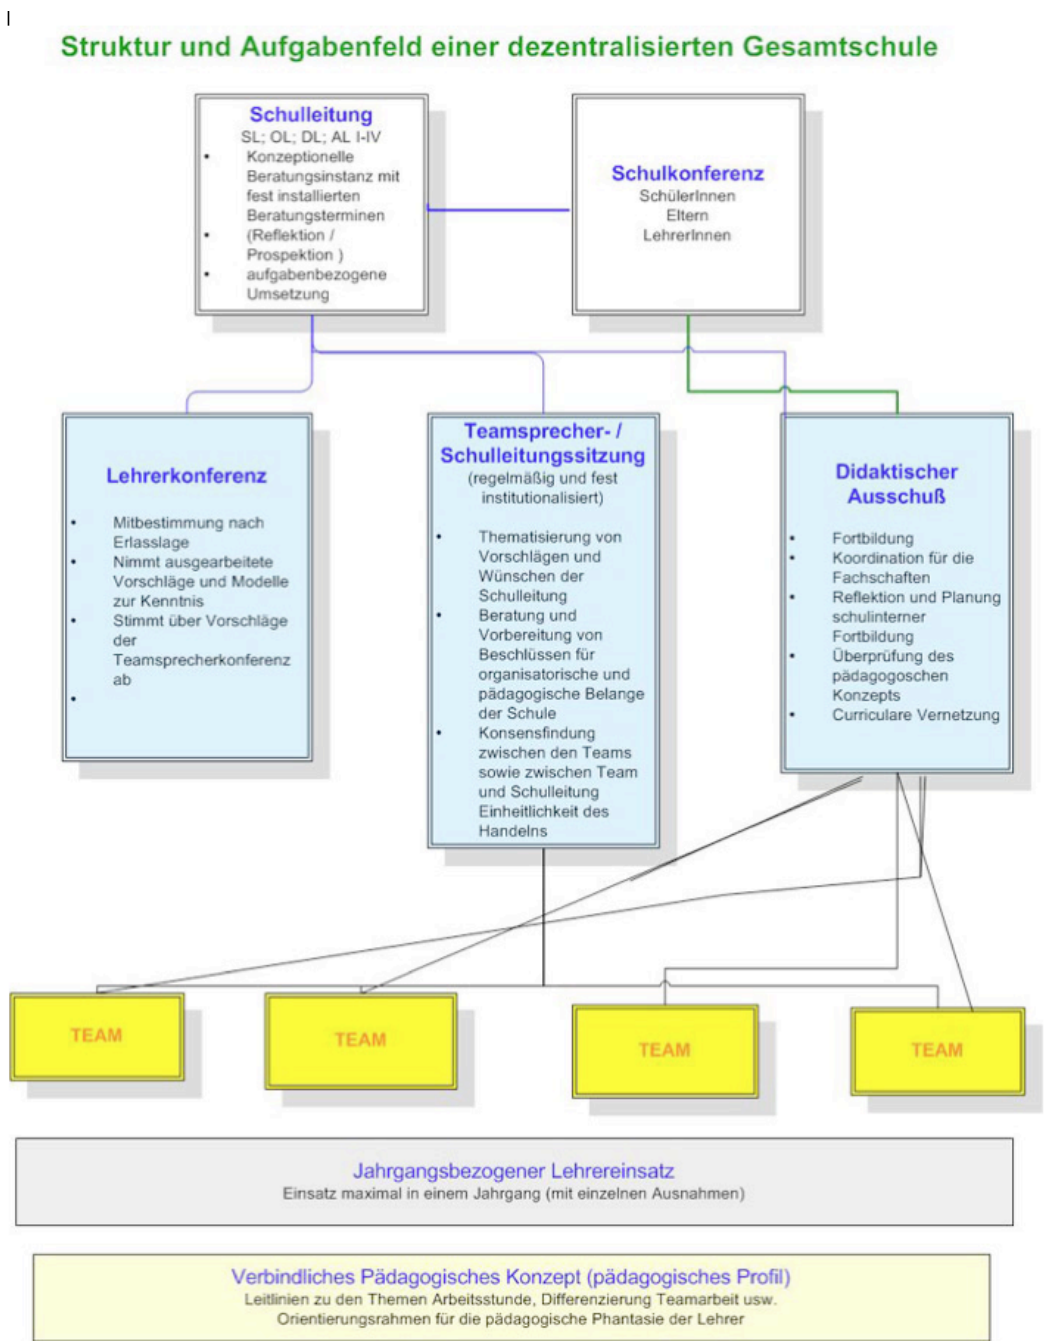 Struktur und Aufgabenfeld einer dezentralisierten Gesamtschule
Schulleitung
SL; OL; DL; AL I-IV
• Konzeptionelle
Beratungsinstanz mit
fest installierten
Beratungsterminen
• (Reflektion /
Prospektion )
• aufgabenbezogene
Umsetzung
Schulkonferenz
SchülerInnen
Eltern
LehrerInnen
Lehrerkonferenz
• Mitbestimmung nach
Erlasslage
• Nimmt ausgearbeitete
Vorschläge und Modelle
zur Kenntnis
• Stimmt über Vorschläge
der
Teamsprecherkonferenz
ab
•
Teamsprecher- /
Schulleitungssitzung
(regelmäßig und fest
institutionalisiert)
• Thematisierung von
Vorschlägen und
Wünschen der
Schulleitung
• Beratung und
Vorbereitung von
Beschlüssen für
organisatorische und
pädagogische Belange
der Schule
• Konsensfindung
zwischen den Teams
sowie zwischen Team
und Schulleitung
Einheitlichkeit des
Handelns
Didaktischer
Ausschuß
• Fortbildung
• Koordination für die
Fachschaften
• Reflektion und Planung
schulinterner
Fortbildung
• Überprüfung des
pädagogoschen
Konzepts
• Curriculare Vernetzung
TEAM
TEAM
TEAM
TEAM
Jahrgangsbezogener Lehrereinsatz
Einsatz maximal in einem Jahrgang (mit einzelnen Ausnahmen)
Verbindliches Pädagogisches Konzept (pädagogisches Profil)
Leitlinien zu den Themen Arbeitsstunde, Differenzierung Teamarbeit usw.
Orientierungsrahmen für die pädagogische Phantasie der Lehrer